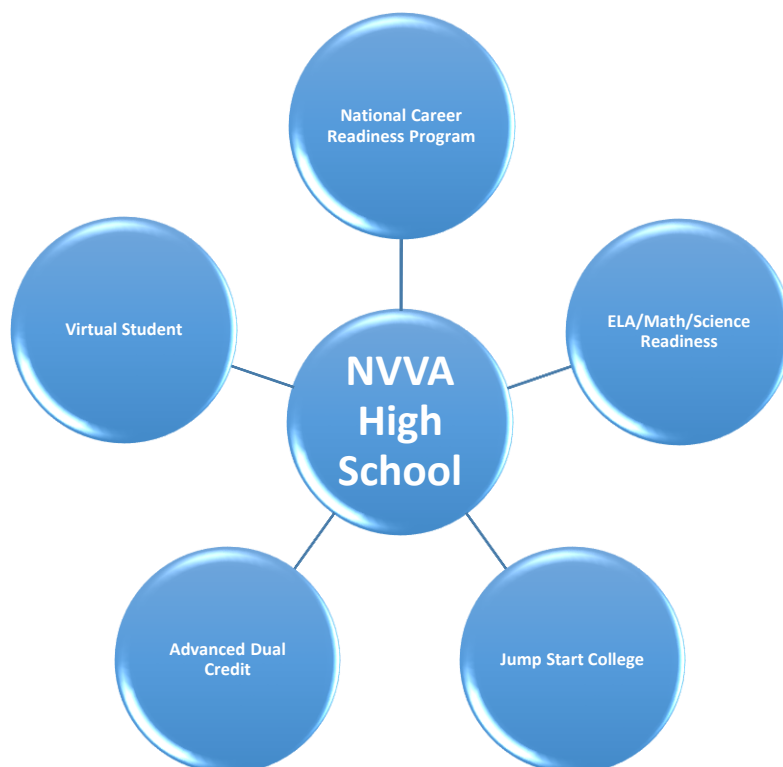 National Career
Readiness Program
Virtual Student
ELA/Math/Science
Readiness
NVVA
High
School
Advanced Dual
Credit
Jump Start College